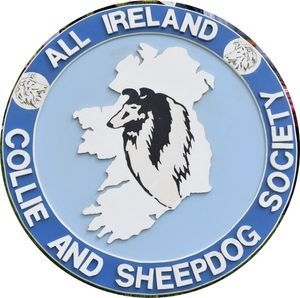 ALL IRELAND
COLLIE AND SHEEPDOG SOCIETY